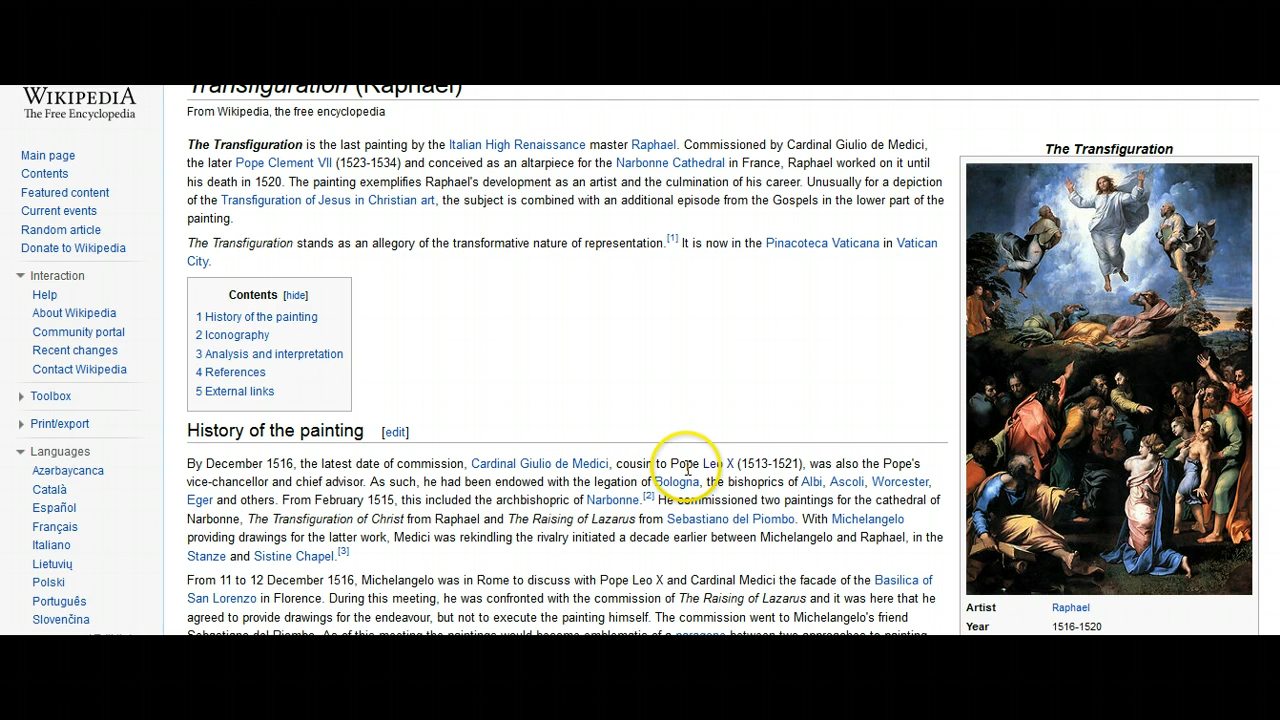 WIKIPEDIA
The Free Encyclopedia
Main page
Contents
Featured content
Current events
Random article
Donate to Wikipedia
Interaction
Help
About Wikipedia
Community portal
Recent changes
Contact Wikipedia
Toolbox
Print/export
Languages
Azərbaycanca
Català
Español
Français
Italiano
Lietuvių
Polski
Português
Slovenčina
Transfiguration (Raphael)
From Wikipedia, the free encyclopedia
The Transfiguration is the last painting by the Italian High Renaissance master Raphael. Commissioned by Cardinal Giulio de Medici,
the later Pope Clement VII (1523-1534) and conceived as an altarpiece for the Narbonne Cathedral in France, Raphael worked on it until
his death in 1520. The painting exemplifies Raphael's development as an artist and the culmination of his career. Unusually for a depiction
of the Transfiguration of Jesus in Christian art, the subject is combined with an additional episode from the Gospels in the lower part of the
painting.
The Transfiguration stands as an allegory of the transformative nature of representation.[1] It is now in the Pinacoteca Vaticana in Vatican
City.
Contents [hide]
1 History of the painting
2 Iconography
3 Analysis and interpretation
4 References
5 External links
History of the painting [edit]
By December 1516, the latest date of commission, Cardinal Giulio de Medici, cousin to Pope Leo X (1513-1521), was also the Pope's
vice-chancellor and chief advisor. As such, he had been endowed with the legation of Bologna, the bishoprics of Albi, Ascoli, Worcester,
Eger and others. From February 1515, this included the archbishopric of Narbonne.[2] He commissioned two paintings for the cathedral of
Narbonne, The Transfiguration of Christ from Raphael and The Raising of Lazarus from Sebastiano del Piombo. With Michelangelo
providing drawings for the latter work, Medici was rekindling the rivalry initiated a decade earlier between Michelangelo and Raphael, in the
Stanze and Sistine Chapel.[3]
From 11 to 12 December 1516, Michelangelo was in Rome to discuss with Pope Leo X and Cardinal Medici the facade of the Basilica of
San Lorenzo in Florence. During this meeting, he was confronted with the commission of The Raising of Lazarus and it was here that he
agreed to provide drawings for the endeavour, but not to execute the painting himself. The commission went to Michelangelo's friend
Sebastiano del Piombo. As of this meeting the paintings would become emblematic of a paragone between two approaches to painting
The Transfiguration
Artist Raphael
Year 1516-1520